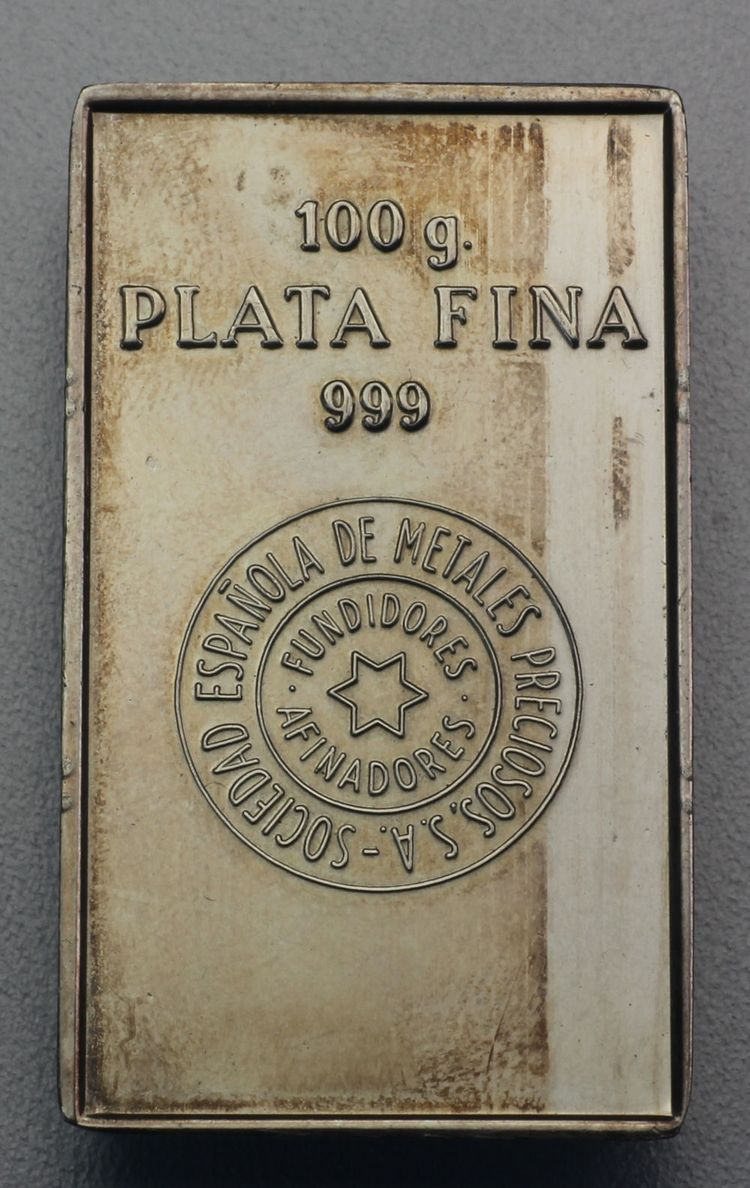 100 g.
PLATA FINA
999
SOCIEDAD ESPAÑOLA DE METALES PRECIOSOS, S.A.-
· FUNDIDORES ·
AFINADORES